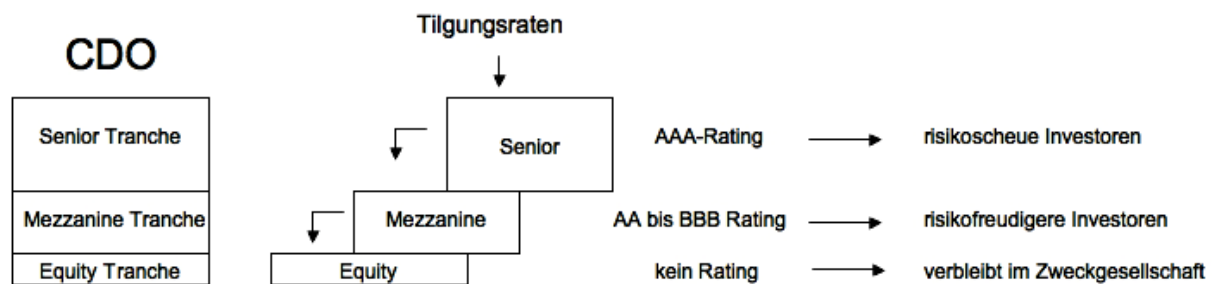 Tilgungsraten
CDO
Senior Tranche
Senior
AAA-Rating
risikoscheue Investoren
Mezzanine Tranche
Mezzanine
AA bis BBB Rating
risikofreudigere Investoren
Equity Tranche
Equity
kein Rating
verbleibt im Zweckgesellschaft